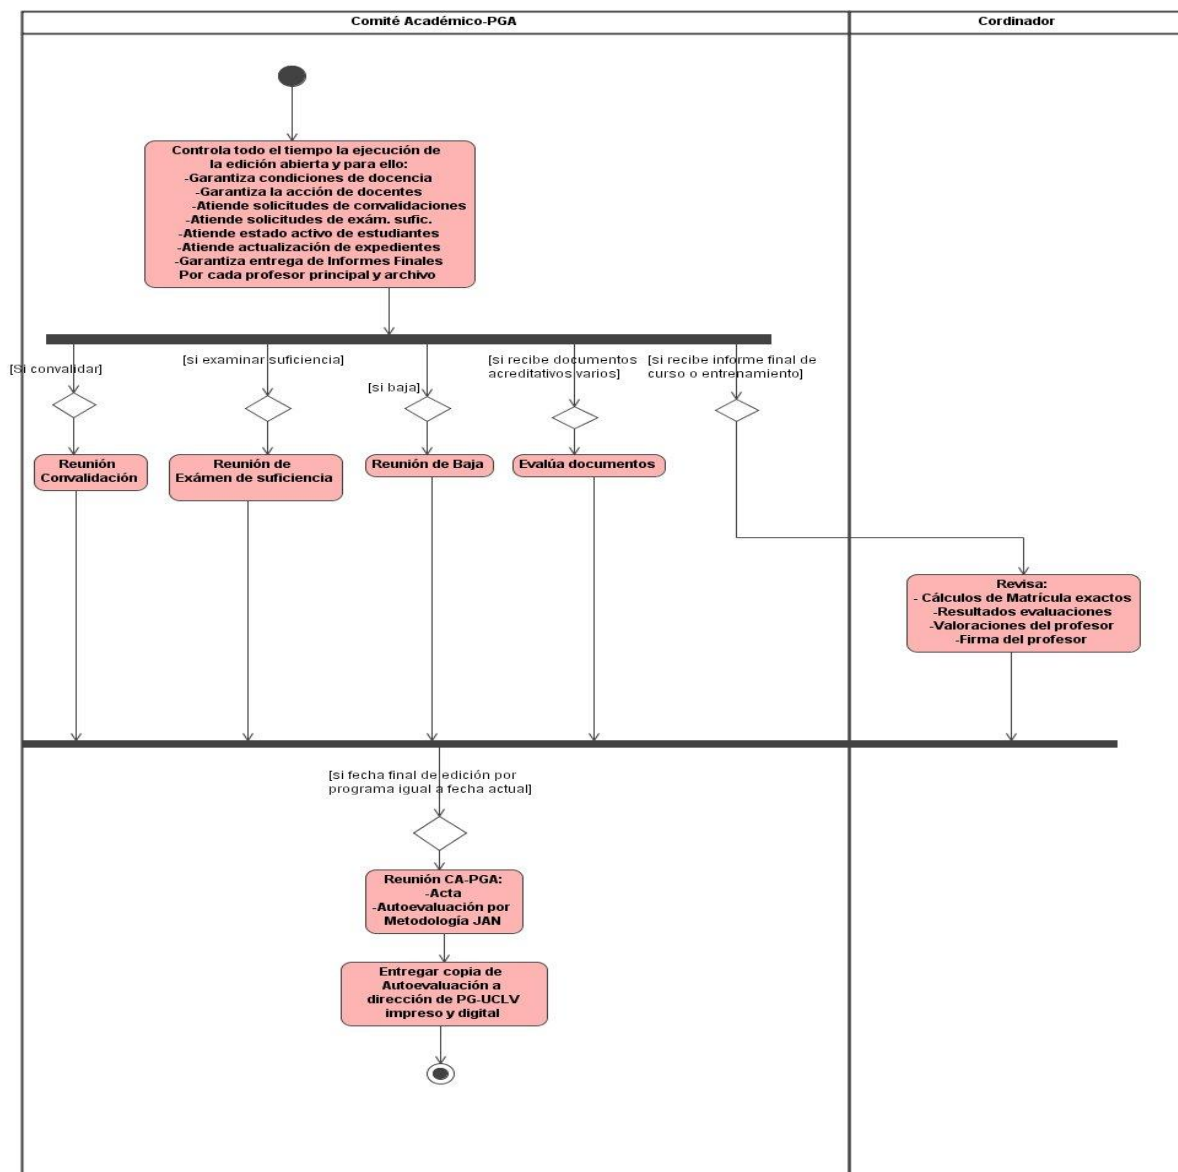 Comité Académico-PGA
Cordinador
Controla todo el tiempo la ejecución de
la edición abierta y para ello:
-Garantiza condiciones de docencia
-Garantiza la acción de docentes
-Atiende solicitudes de convalidaciones
-Atiende solicitudes de exám. sufic.
-Atiende estado activo de estudiantes
-Atiende actualización de expedientes
-Garantiza entrega de Informes Finales
Por cada profesor principal y archivo
[Si convalidar]
[si examinar suficiencia]
[si baja]
[si recibe documentos
acreditativos varios]
[si recibe informe final de
curso o entrenamiento]
Reunión
Convalidación
Reunión de
Exámen de suficiencia
Reunión de Baja
Evalúa documentos
Revisa:
- Cálculos de Matrícula exactos
-Resultados evaluaciones
-Valoraciones del profesor
-Firma del profesor
[si fecha final de edición por
programa igual a fecha actual]
Reunión CA-PGA:
-Acta
-Autoevaluación por
Metodología JAN
Entregar copia de
Autoevaluación a
dirección de PG-UCLV
impreso y digital